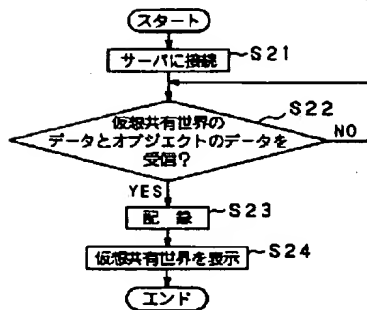 スタート
サーバに接続
S21
仮想共有世界の
データとオブジェクトのデータを
受信?
S22
NO
YES
記録
S23
仮想共有世界を表示
S24
エンド